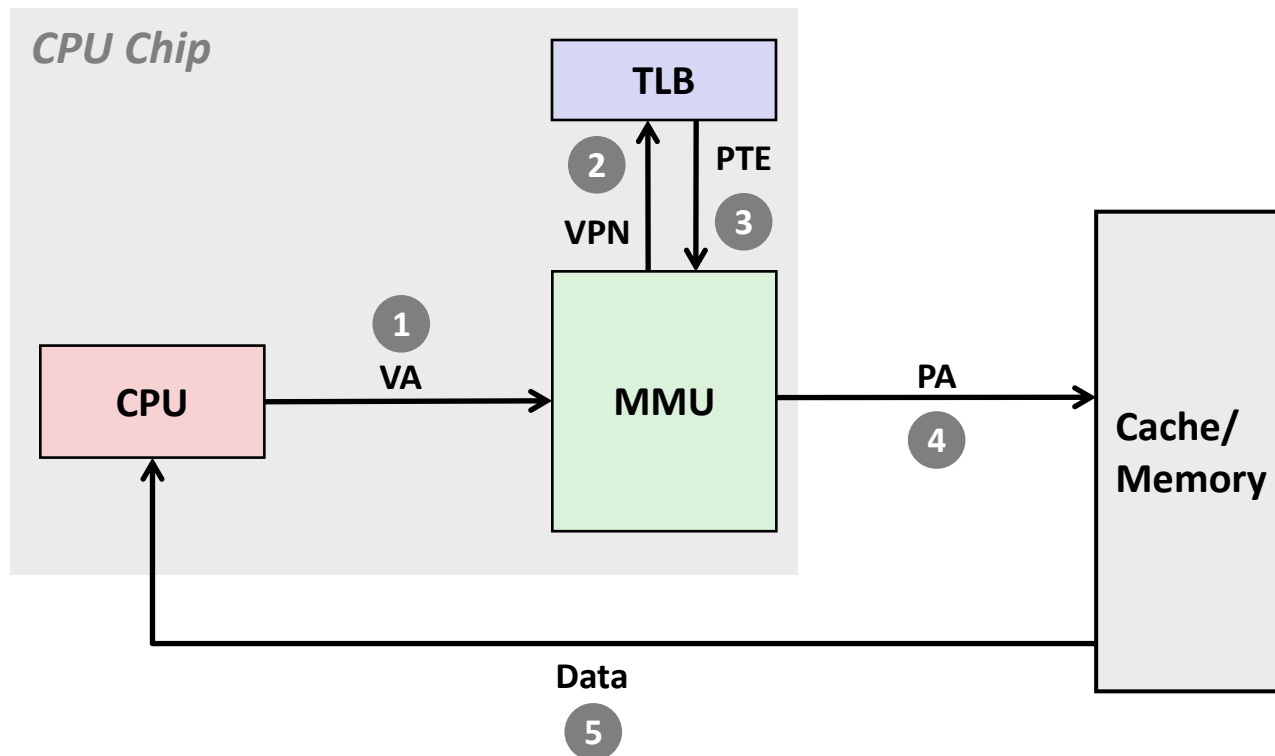 CPU Chip
TLB
2
PTE
VPN
3
1
VA
CPU
MMU
PA
4
Cache/
Memory
Data
5